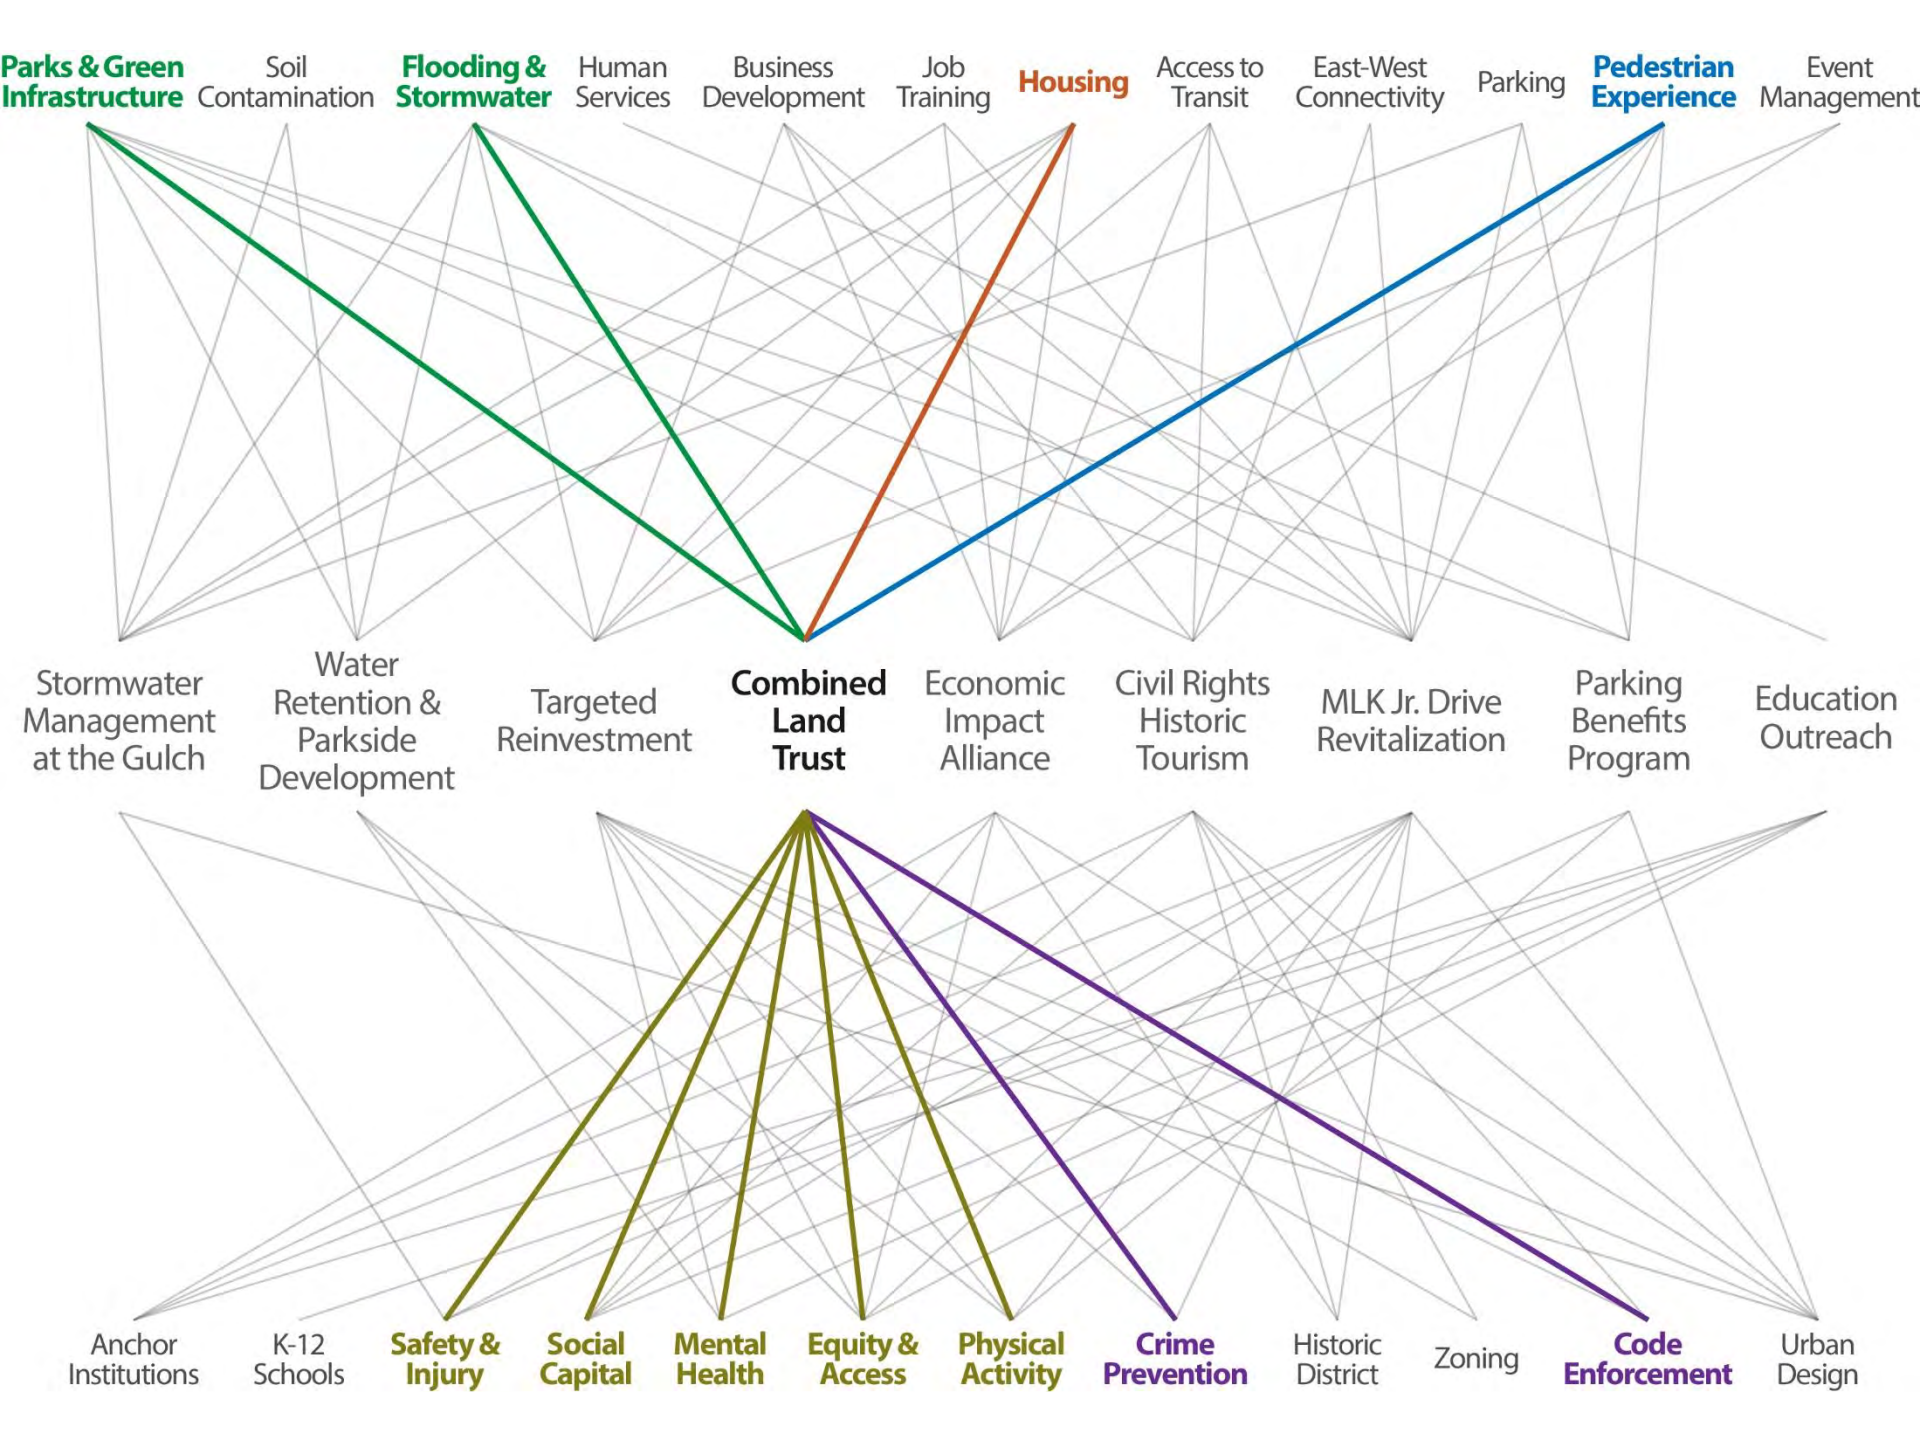 Parks & Green
Infrastructure
Soil
Contamination
Flooding &
Stormwater
Human
Services
Business
Development
Job
Training
Housing
Access to
Transit
East-West
Connectivity
Parking
Pedestrian
Experience
Event
Management
Stormwater
Management
at the Gulch
Water
Retention &
Parkside
Development
Targeted
Reinvestment
Combined
Land
Trust
Economic
Impact
Alliance
Civil Rights
Historic
Tourism
MLK Jr. Drive
Revitalization
Parking
Benefits
Program
Education
Outreach
Anchor
Institutions
K-12
Schools
Safety &
Injury
Social
Capital
Mental
Health
Equity &
Access
Physical
Activity
Crime
Prevention
Historic
District
Zoning
Code
Enforcement
Urban
Design